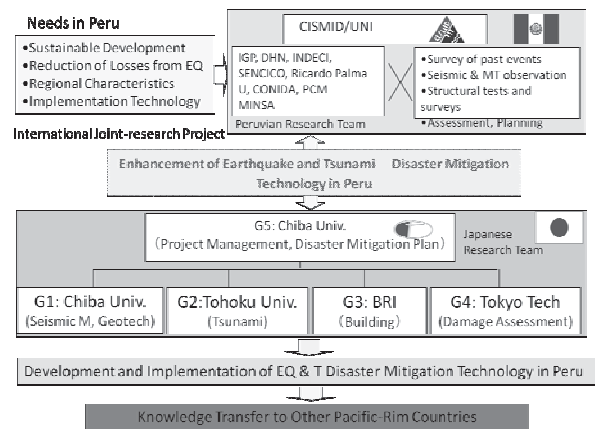 Needs in Peru
•Sustainable Development
•Reduction of Losses from EQ
•Regional Characteristics
•Implementation Technology
CISMID/UNI
IGP, DHN, INDECI,
SENCICO, Ricardo Palma
U, CONIDA, PCM
MINSA
Peruvian Research Team
•Survey of past events
•Seismic & MT observation
•Structural tests and
surveys
•Assessment, Planning
International Joint-research Project
Enhancement of Earthquake and Tsunami Disaster Mitigation
Technology in Peru
G5: Chiba Univ.
(Project Management, Disaster Mitigation Plan)
Japanese
Research Team
G1: Chiba Univ.
(Seismic M, Geotech)
G2:Tohoku Univ.
(Tsunami)
G3: BRI
(Building)
G4: Tokyo Tech
(Damage Assessment)
Development and Implementation of EQ & T Disaster Mitigation Technology in Peru
Knowledge Transfer to Other Pacific-Rim Countries